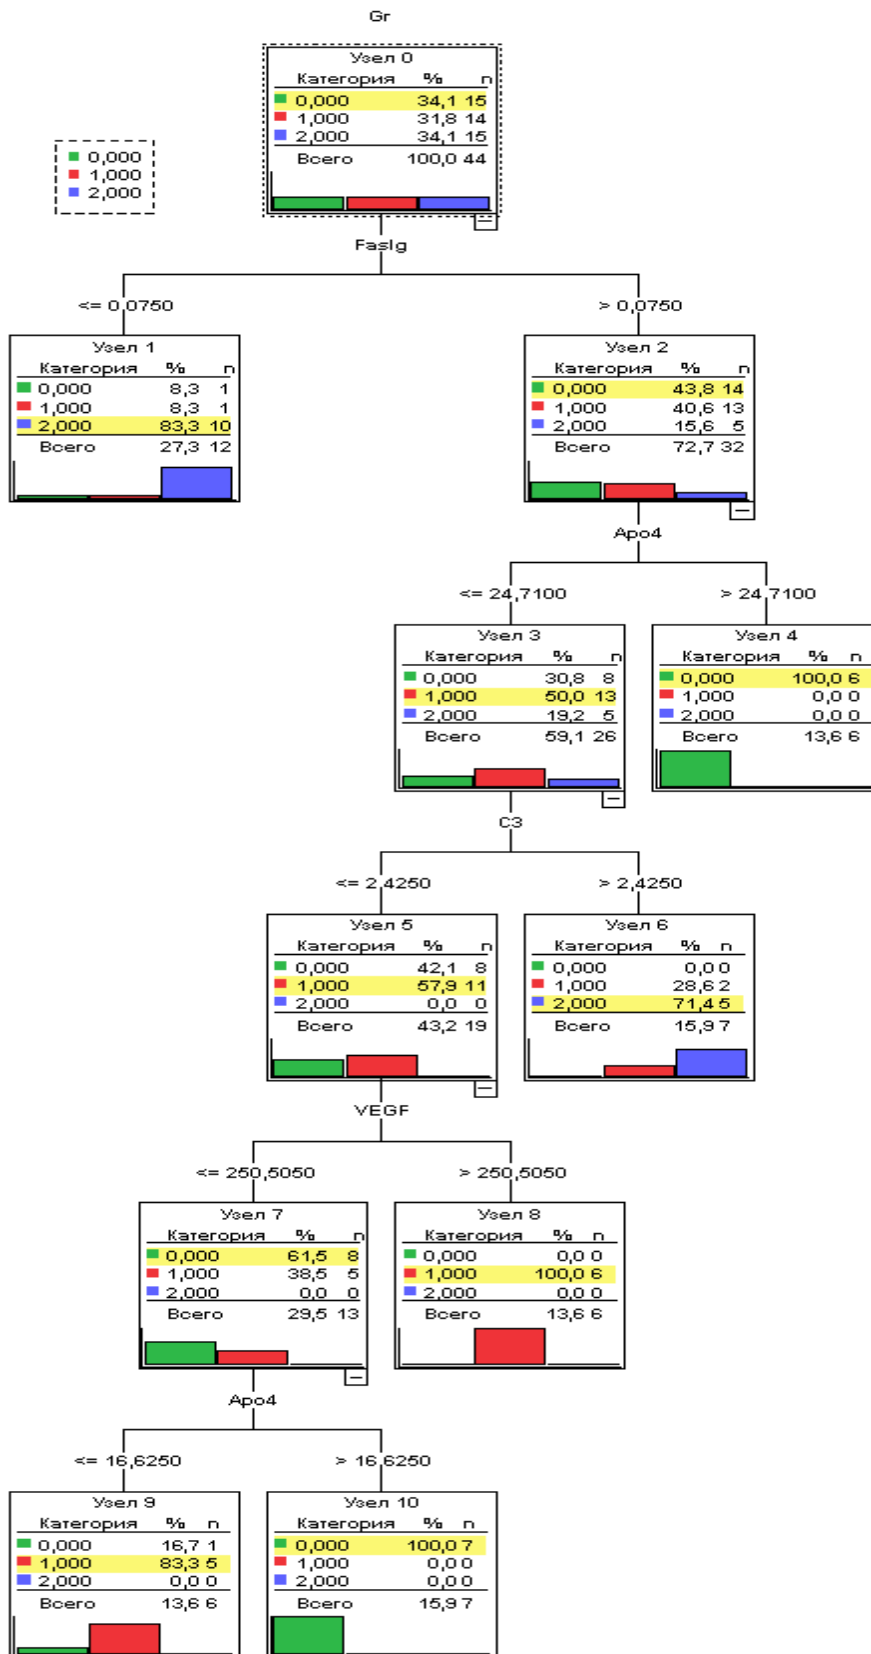 Gr
Узел 0
Категория % n
0,000 34,1 15
1,000 31,8 14
2,000 34,1 15
Всего 100,0 44
0,000
1,000
2,000
Faslg
<= 0,0750
> 0,0750
Узел 1
Категория % n
0,000 8,3 1
1,000 8,3 1
2,000 83,3 10
Всего 27,3 12
Узел 2
Категория % n
0,000 43,8 14
1,000 40,6 13
2,000 15,6 5
Всего 72,7 32
Apo4
<= 24,7100
> 24,7100
Узел 3
Категория % n
0,000 30,8 8
1,000 50,0 13
2,000 19,2 5
Всего 59,1 26
Узел 4
Категория % n
0,000 100,0 6
1,000 0,0 0
2,000 0,0 0
Всего 13,6 6
C3
<= 2,4250
> 2,4250
Узел 5
Категория % n
0,000 42,1 8
1,000 57,9 11
2,000 0,0 0
Всего 43,2 19
Узел 6
Категория % n
0,000 0,0 0
1,000 28,6 2
2,000 71,4 5
Всего 15,9 7
VEGF
<= 250,5050
> 250,5050
Узел 7
Категория % n
0,000 61,5 8
1,000 38,5 5
2,000 0,0 0
Всего 29,5 13
Узел 8
Категория % n
0,000 0,0 0
1,000 100,0 6
2,000 0,0 0
Всего 13,6 6
Apo4
<= 16,6250
> 16,6250
Узел 9
Категория % n
0,000 16,7 1
1,000 83,3 5
2,000 0,0 0
Всего 13,6 6
Узел 10
Категория % n
0,000 100,0 7
1,000 0,0 0
2,000 0,0 0
Всего 15,9 7